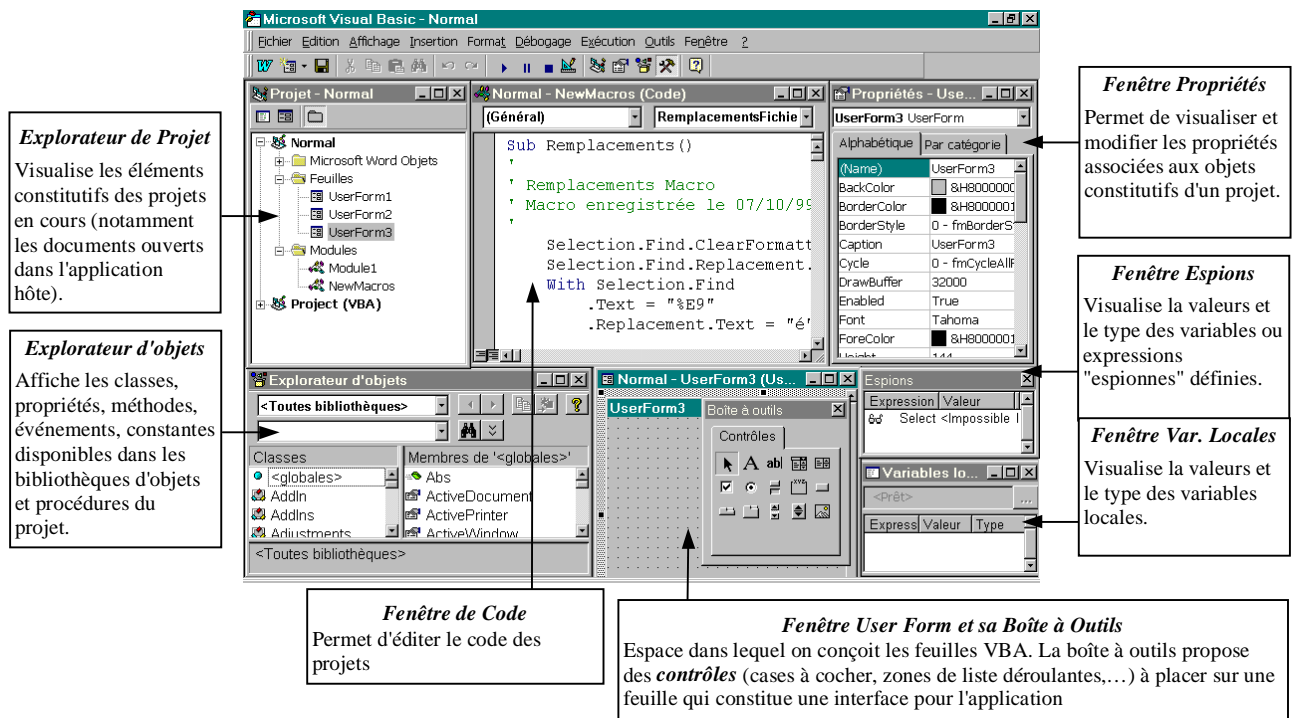 Microsoft Visual Basic - Normal
Fichier Edition Affichage Insertion Format Débogage Exécution Outils Fenêtre ?
Explorateur de Projet
Visualise les éléments
constitutifs des projets
en cours (notamment
les documents ouverts
dans l'application
hôte).
Explorateur d'objets
Affiche les classes,
propriétés, méthodes,
événements, constantes
disponibles dans les
bibliothèques d'objets
et procédures du
projet.
Projet - Normal
Normal
Microsoft Word Objets
Feuilles
UserForm1
UserForm2
UserForm3
Modules
Module1
NewMacros
Project (VBA)
Normal - NewMacros (Code)
(Général) RemplacementsFichie
Sub Remplacements()
'
' Remplacements Macro
' Macro enregistrée le 07/10/99
'
Selection.Find.ClearFormatt
Selection.Find.Replacement.
With Selection.Find
.Text = "%E9"
.Replacement.Text = "é"
Propriétés - Use...
UserForm3 UserForm
Alphabétique Par catégorie
(Name) UserForm3
BackColor &H8000000
BorderColor &H8000001
BorderStyle 0 - fmBorderS
Caption UserForm3
Cycle 0 - fmCycleAllF
DrawBuffer 32000
Enabled True
Font Tahoma
ForeColor &H8000001
Height 144
Explorateur d'objets
<Toutes bibliothèques>
Classes Membres de '<globales>'
<globales> Abs
AddIn ActiveDocument
AddIns ActivePrinter
Adjustments ActiveWindow
<Toutes bibliothèques>
Normal - UserForm3 (Us...
UserForm3
Boîte à outils
Contrôles
A ab|
Espions
Expression Valeur
Select <Impossible
Variables lo...
<Prêt> ...
Express Valeur Type
Fenêtre Propriétés
Permet de visualiser et
modifier les propriétés
associées aux objets
constitutifs d'un projet.
Fenêtre Espions
Visualise la valeurs et
le type des variables ou
expressions
"espionnes" définies.
Fenêtre Var. Locales
Visualise la valeurs et
le type des variables
locales.
Fenêtre de Code
Permet d'éditer le code des
projets
Fenêtre User Form et sa Boîte à Outils
Espace dans lequel on conçoit les feuilles VBA. La boîte à outils propose
des contrôles (cases à cocher, zones de liste déroulantes,…) à placer sur une
feuille qui constitue une interface pour l'application